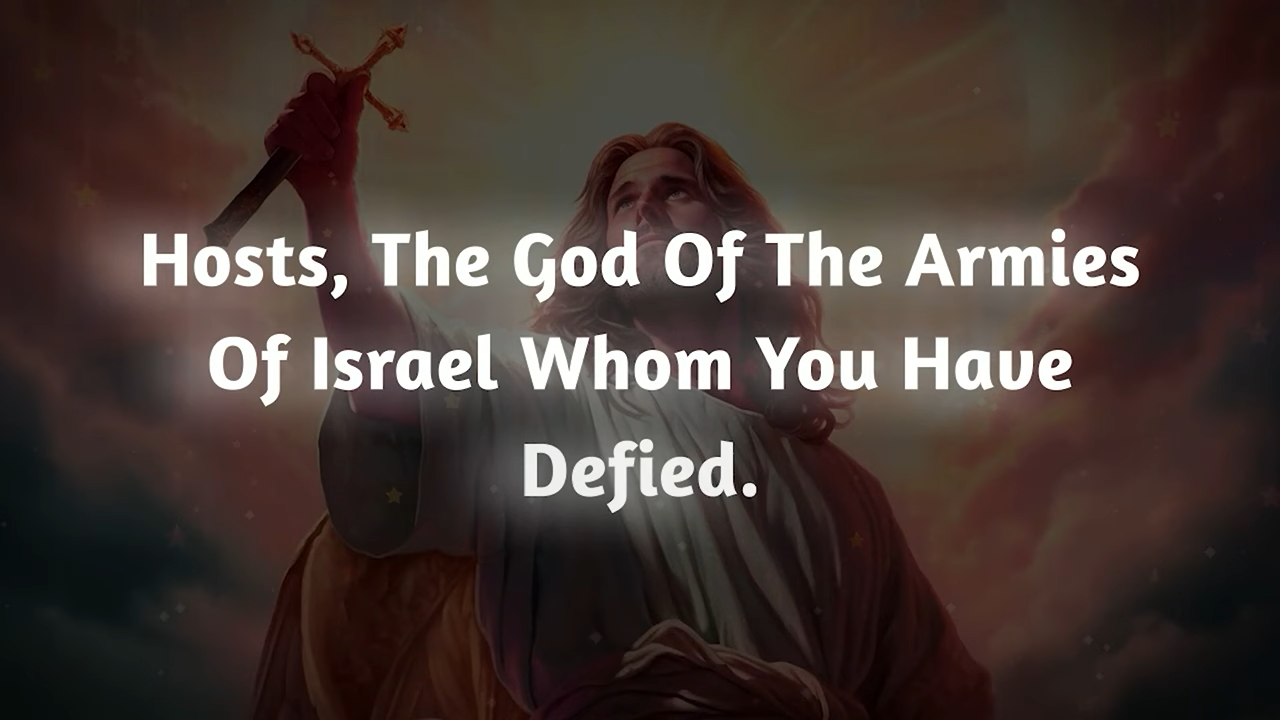 Hosts, The God Of The Armies
Of Israel Whom You Have
Defied.